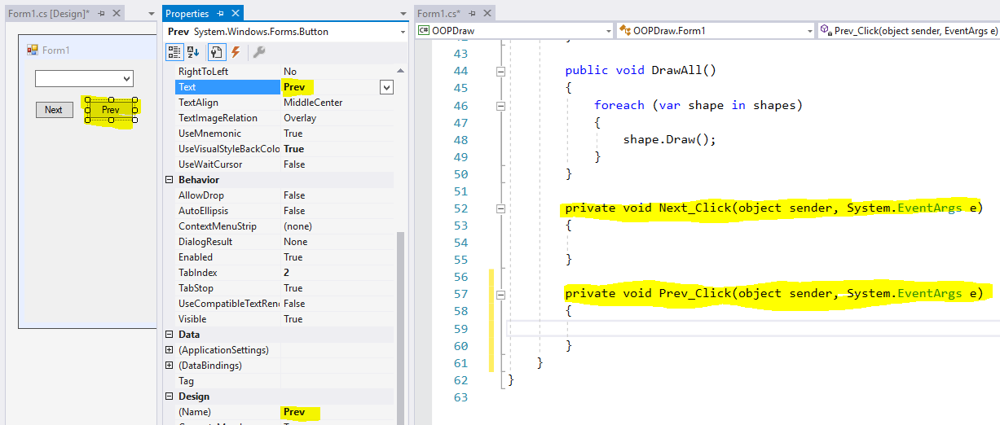 Form1.cs [Design]*
Form1
Next
Prev
Properties
Prev System.Windows.Forms.Button
RightToLeft No
Text Prev
TextAlign MiddleCenter
TextImageRelation Overlay
UseMnemonic True
UseVisualStyleBackColo True
UseWaitCursor False
Behavior
AllowDrop False
AutoEllipsis False
ContextMenuStrip (none)
DialogResult None
Enabled True
TabIndex 2
TabStop True
UseCompatibleTextRend False
Visible True
Data
(ApplicationSettings)
(DataBindings)
Tag
Design
(Name) Prev
Form1.cs*
C# OOPDraw
OOPDraw.Form1
Prev_Click(object sender, EventArgs e)
43
44 public void DrawAll()
45 {
46 foreach (var shape in shapes)
47 {
48 shape.Draw();
49 }
50 }
51
52 private void Next_Click(object sender, System.EventArgs e)
53 {
54
55 }
56
57 private void Prev_Click(object sender, System.EventArgs e)
58 {
59
60 }
61 }
62 }
63